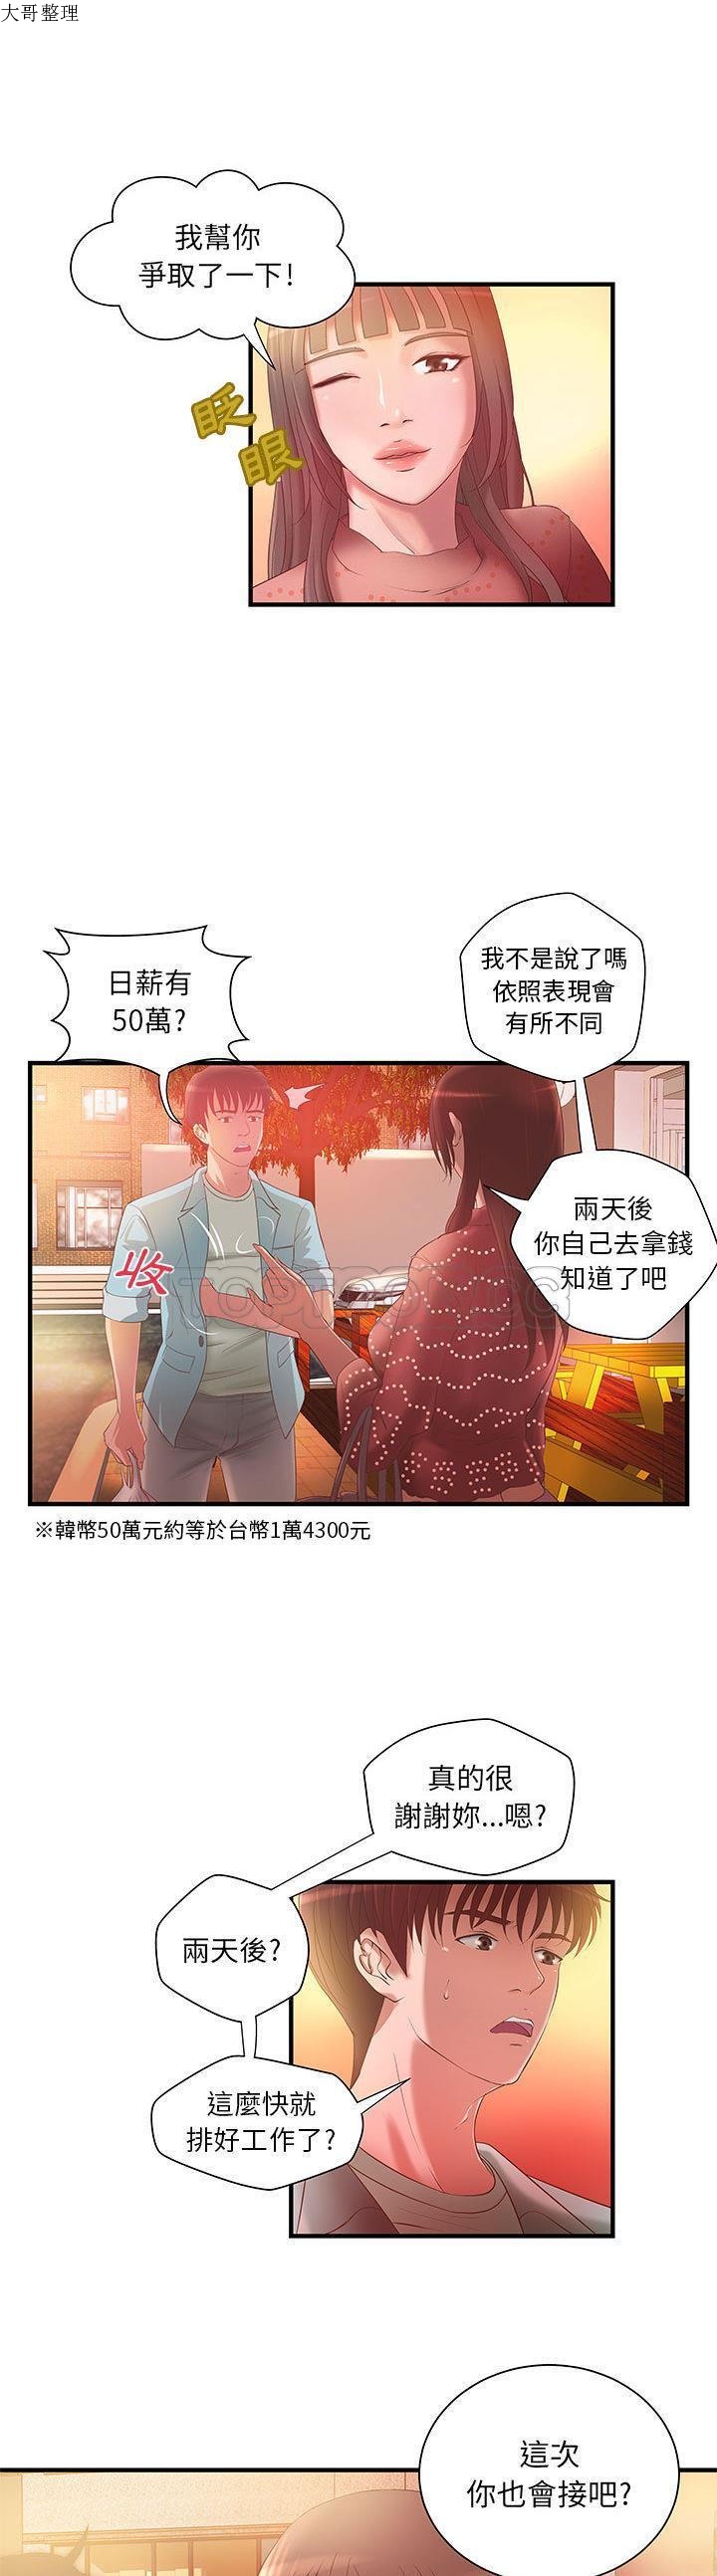 大哥整理
我幫你
爭取了一下!
眨
眼
日薪有
50萬?
我不是說了嗎
依照表現會
有所不同
兩天後
你自己去拿錢
知道了吧
收
※韓幣50萬元約等於台幣1萬4300元
真的很
謝謝妳...嗯?
兩天後?
這麼快就
排好工作了?
這次
你也會接吧?